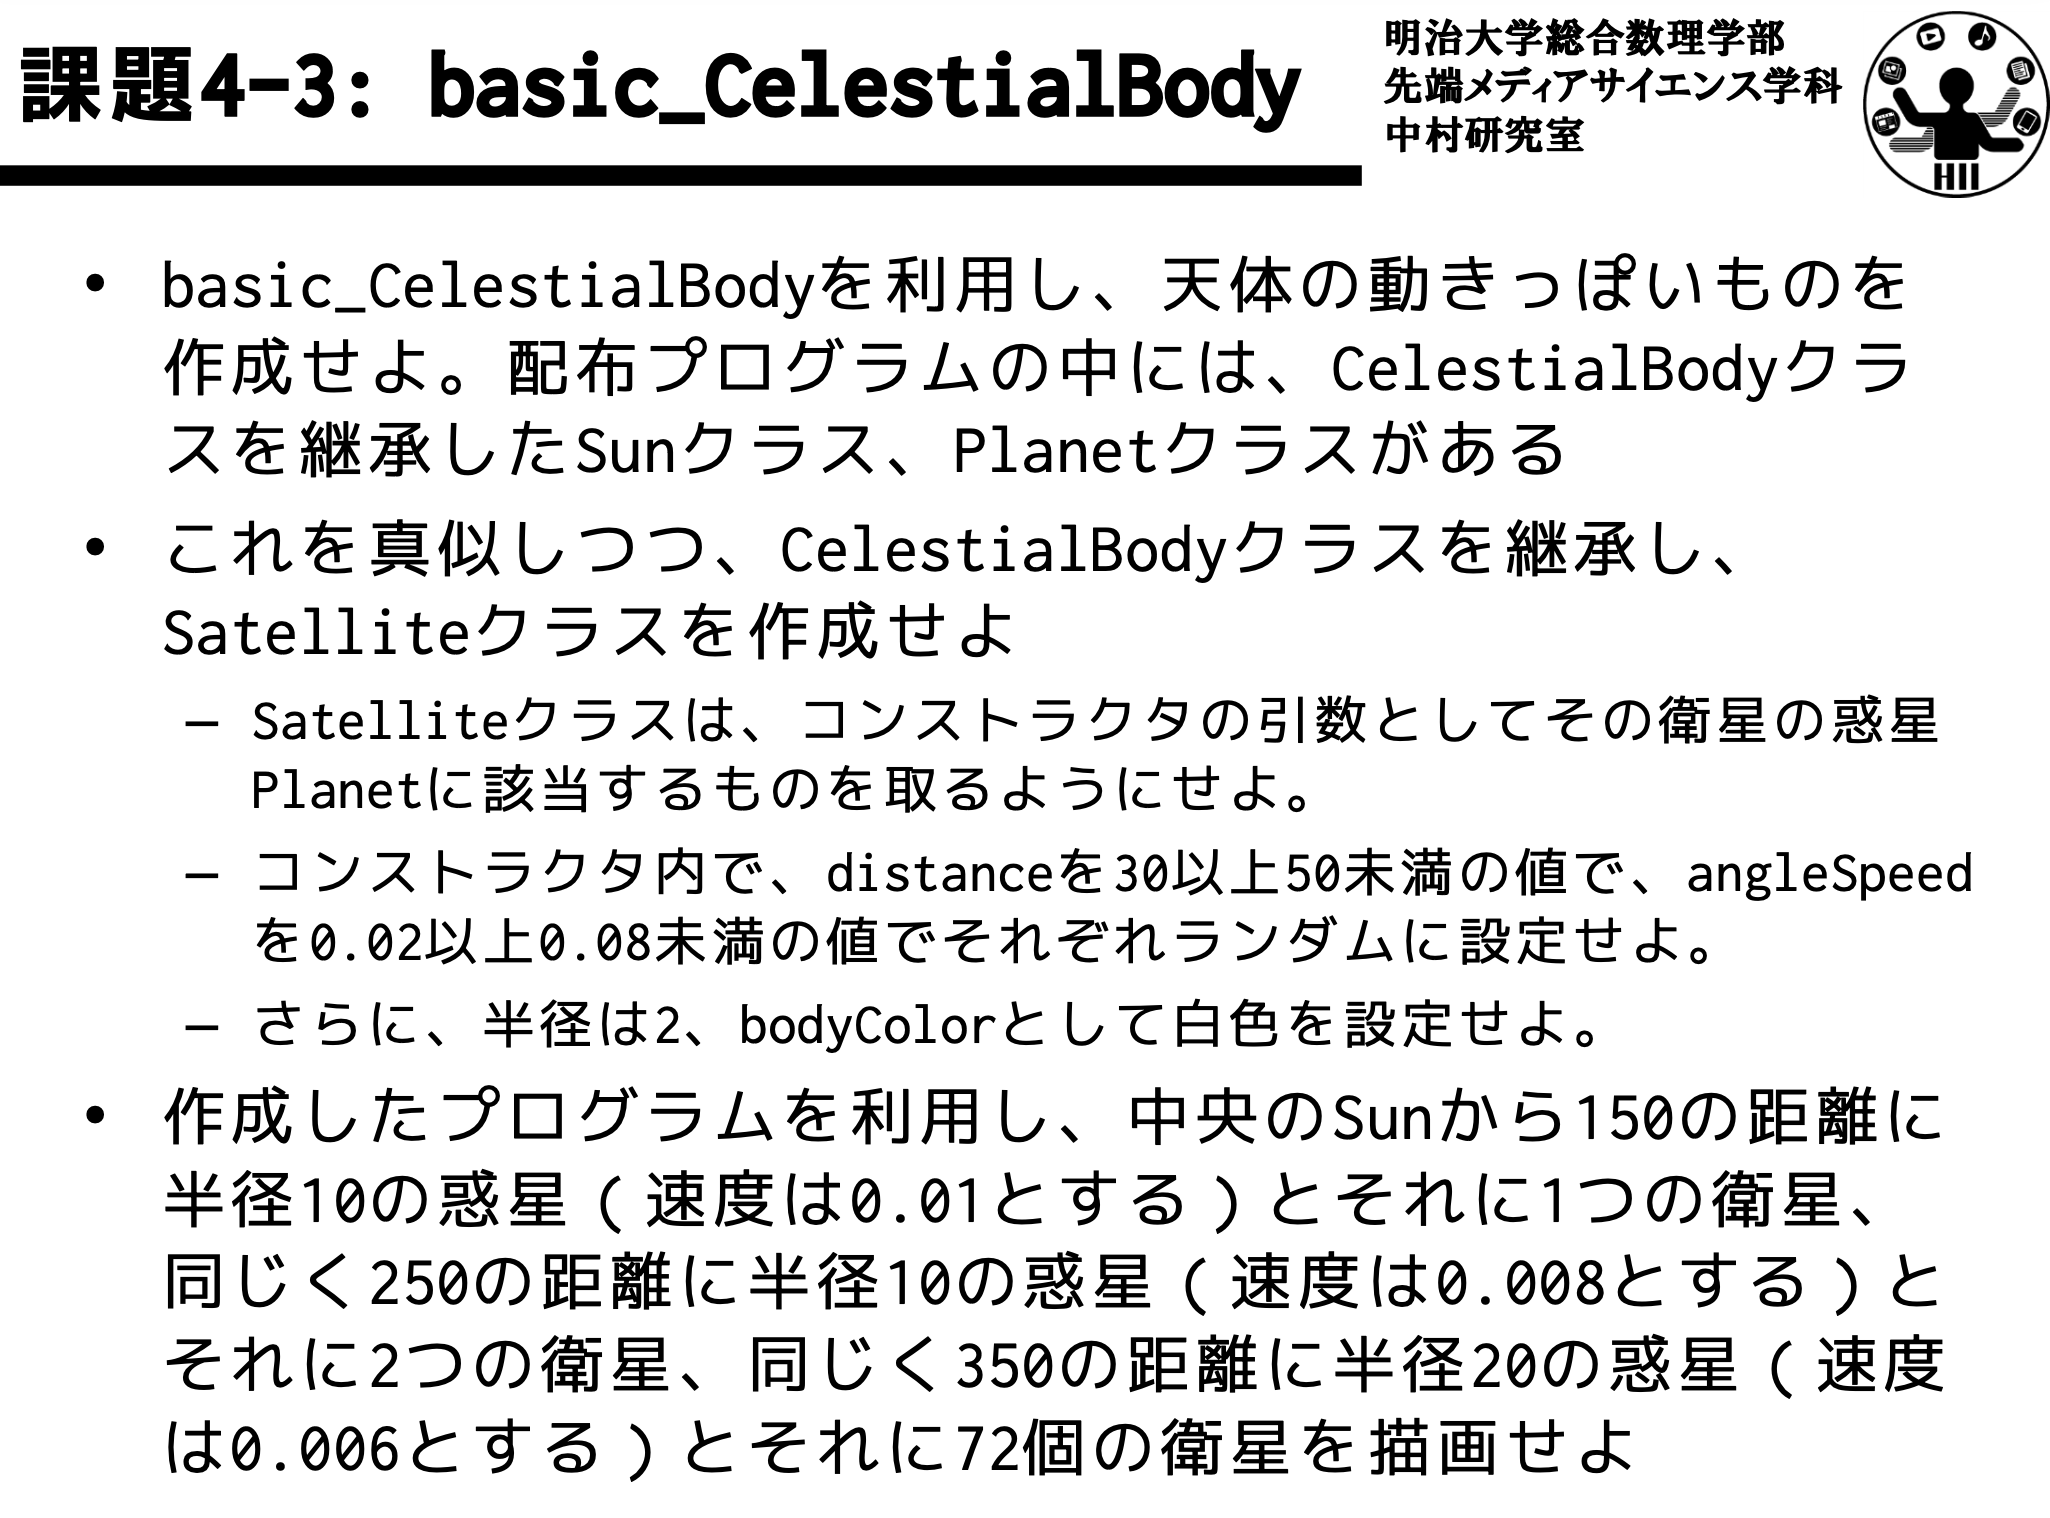 課題4-3: basic_CelestialBody
明治大学総合数理学部
先端メディアサイエンス学科
中村研究室
HII
• basic_CelestialBodyを利用し、天体の動きっぽいものを
作成せよ。配布プログラムの中には、CelestialBodyクラ
スを継承したSunクラス、Planetクラスがある
• これを真似しつつ、CelestialBodyクラスを継承し、
Satelliteクラスを作成せよ
– Satelliteクラスは、コンストラクタの引数としてその衛星の惑星
Planetに該当するものを取るようにせよ。
– コンストラクタ内で、distanceを30以上50未満の値で、angleSpeed
を0.02以上0.08未満の値でそれぞれランダムに設定せよ。
– さらに、半径は2、bodyColorとして白色を設定せよ。
• 作成したプログラムを利用し、中央のSunから150の距離に
半径10の惑星(速度は0.01とする)とそれに1つの衛星、
同じく250の距離に半径10の惑星(速度は0.008とする)と
それに2つの衛星、同じく350の距離に半径20の惑星(速度
は0.006とする)とそれに72個の衛星を描画せよ